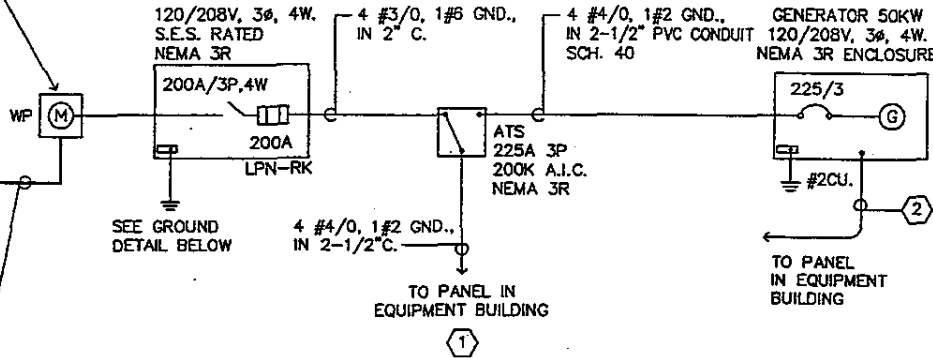 120/208V, 3ø, 4W.
S.E.S. RATED
NEMA 3R
4 #3/0, 1#6 GND.,
IN 2" C.
4 #4/0, 1#2 GND.,
IN 2-1/2" PVC CONDUIT
SCH. 40
GENERATOR 50KW
120/208V, 3ø, 4W.
NEMA 3R ENCLOSURE
WP
M
200A/3P,4W
200A
LPN-RK
ATS
225A 3P
200K A.I.C.
NEMA 3R
225/3
G
#2CU.
2
SEE GROUND
DETAIL BELOW
4 #4/0, 1#2 GND.,
IN 2-1/2"C.
TO PANEL IN
EQUIPMENT BUILDING
1
TO PANEL
IN EQUIPMENT
BUILDING